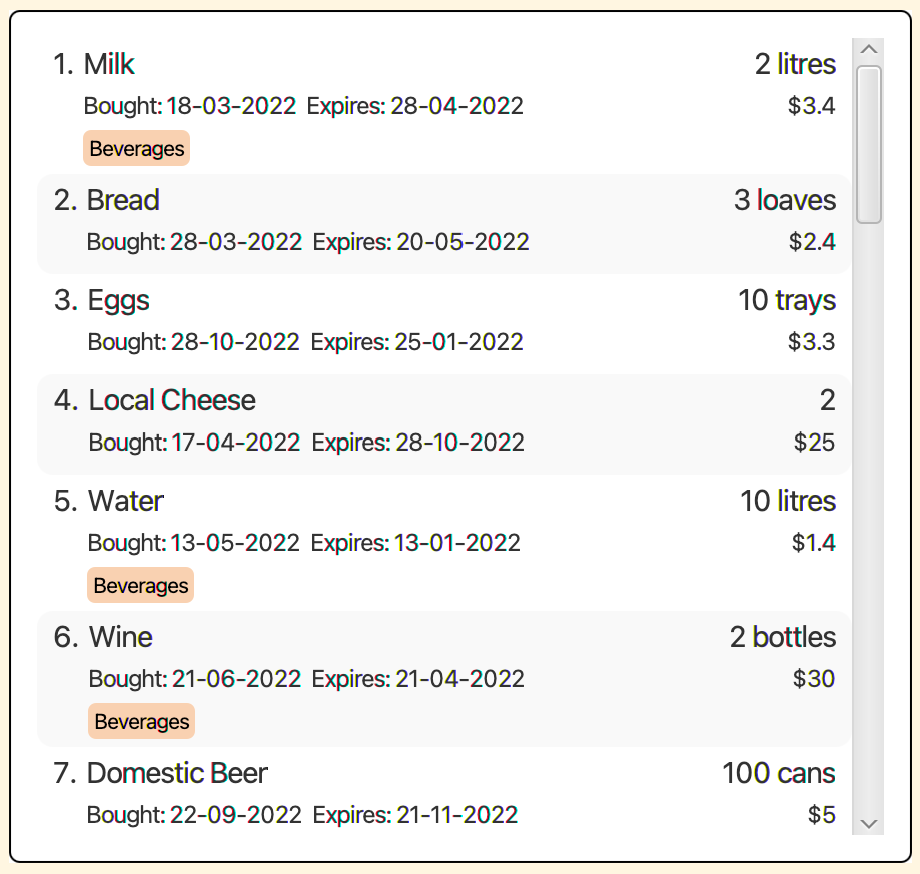 1. Milk 2 litres
Bought: 18-03-2022 Expires: 28-04-2022 $3.4
Beverages
2. Bread 3 loaves
Bought: 28-03-2022 Expires: 20-05-2022 $2.4
3. Eggs 10 trays
Bought: 28-10-2022 Expires: 25-01-2022 $3.3
4. Local Cheese 2
Bought: 17-04-2022 Expires: 28-10-2022 $25
5. Water 10 litres
Bought: 13-05-2022 Expires: 13-01-2022 $1.4
Beverages
6. Wine 2 bottles
Bought: 21-06-2022 Expires: 21-04-2022 $30
Beverages
7. Domestic Beer 100 cans
Bought: 22-09-2022 Expires: 21-11-2022 $5